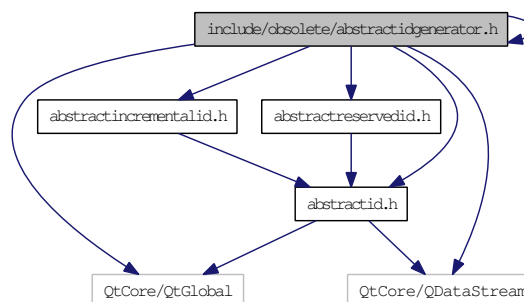 include/obsolete/abstractidgenerator.h
abstractincrementalid.h
abstractreservedid.h
abstractid.h
QtCore/QtGlobal
QtCore/QDataStream